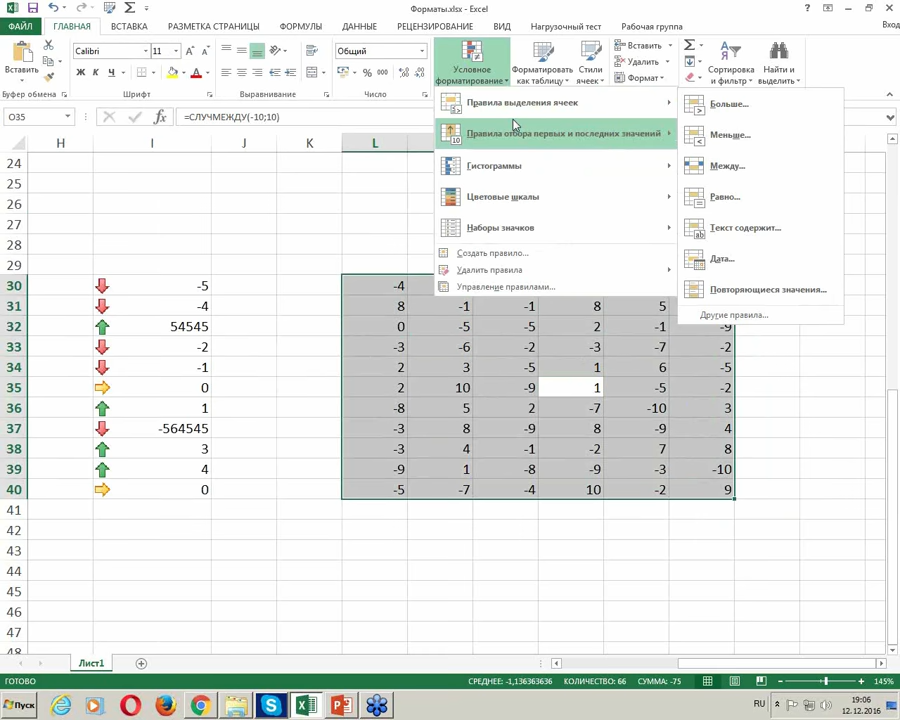 Форматы.xlsx - Excel
ФАЙЛ ГЛАВНАЯ ВСТАВКА РАЗМЕТКА СТРАНИЦЫ ФОРМУЛЫ ДАННЫЕ РЕЦЕНЗИРОВАНИЕ ВИД Нагрузочный тест Рабочая группа Вход
Вставить
Calibri 11
Ж К Ч
Общий
% 000
Условное форматирование
Форматировать как таблицу
Стили ячеек
Вставить
Удалить
Формат
Сортировка и фильтр
Найти и выделить
Буфер обмена Шрифт Выравнивание Число
O35 =СЛУЧМЕЖДУ(-10;10)
Правила выделения ячеек
Правила отбора первых и последних значений
Гистограммы
Цветовые шкалы
Наборы значков
Создать правило...
Удалить правила
Управление правилами...
Больше...
Меньше...
Между...
Равно...
Текст содержит...
Дата...
Повторяющиеся значения...
Другие правила...
H I J K L
24
25
26
27
28
29
30 -5 -4
31 -4 8 -1 -1 8 5
32 54545 0 -5 -5 2 -1 -9
33 -2 -3 -6 -2 -3 -7 -2
34 -1 2 3 -5 1 6 -5
35 0 2 10 -9 1 -5 -2
36 1 -8 5 2 -7 -10 3
37 -564545 -3 8 -9 8 -9 4
38 3 -3 4 -1 -2 7 8
39 4 -9 1 -8 -9 -3 -10
40 0 -5 -7 -4 10 -2 9
41
42
43
44
45
46
47
48
Лист1
ГОТОВО СРЕДНЕЕ: -1,136363636 КОЛИЧЕСТВО: 66 СУММА: -75 145%
Пуск RU 19:06
12.12.2016